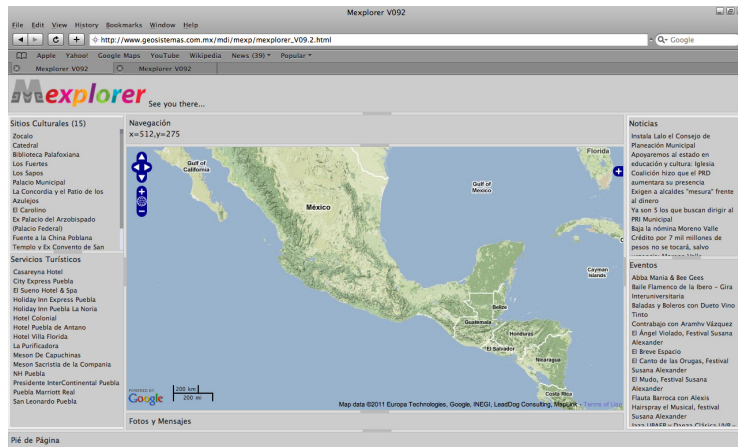 Mexplorer V092
File Edit View History Bookmarks Window Help
http://www.geosistemas.com.mx/mdi/mexp/mexplorer_V09.2.html
Google
Apple Yahoo! Google Maps YouTube Wikipedia News (39) Popular
Mexplorer V092
Mexplorer V092
Mexplorer
See you there...
Sitios Culturales (15)
Zocalo
Catedral
Biblioteca Palafoxiana
Los Fuertes
Los Sapos
Palacio Municipal
La Concordia y el Patio de los
Azulejos
El Carolino
Ex Palacio del Arzobispado
(Palacio Federal)
Fuente a la China Poblana
Templo y Ex Convento de San
Servicios Turísticos
Casareyna Hotel
City Express Puebla
El Sueno Hotel & Spa
Holiday Inn Express Puebla
Holiday Inn Puebla La Noria
Hotel Colonial
Hotel Puebla de Antano
Hotel Villa Florida
La Purificadora
Meson De Capuchinas
Meson Sacristia de la Compania
NH Puebla
Presidente InterContinental Puebla
Puebla Marriott Real
San Leonardo Puebla
Navegación
x=512,y=275
Florida
Gulf of
California
Gulf of
Mexico
México
Cayman
Islands
Belize
Guatemala
Honduras
El Salvador
Nicaragua
Costa Rica
POWERED BY
Google
200 km
200 mi
Map data ©2011 Europa Technologies, Google, INEGI, LeadDog Consulting, MapLink - Terms of Use
Fotos y Mensajes
Noticias
Instala Lalo el Consejo de
Planeación Municipal
Apoyaremos al estado en
educación y cultura: Iglesia
Coalición hizo que el PRD
aumentara su presencia
Exigen a alcaldes "mesura" frente
al dinero
Ya son 5 los que buscan dirigir al
PRI Municipal
Baja la nómina Moreno Valle
Crédito por 7 mil millones de
pesos no se tocará, salvo
Eventos
Abba Mania & Bee Gees
Baile Flamenco de la Ibero - Gira
Interuniversitaria
Baladas y Boleros con Dueto Vino
Tinto
Contrabajo con Aramhv Vázquez
El Ángel Violado, Festival Susana
Alexander
El Breve Espacio
El Canto de las Orugas, Festival
Susana Alexander
El Mudo, Festival Susana
Alexander
Flauta Barroca con Alexis
Hairspray el Musical, festival
Susana Alexander
Pié de Página